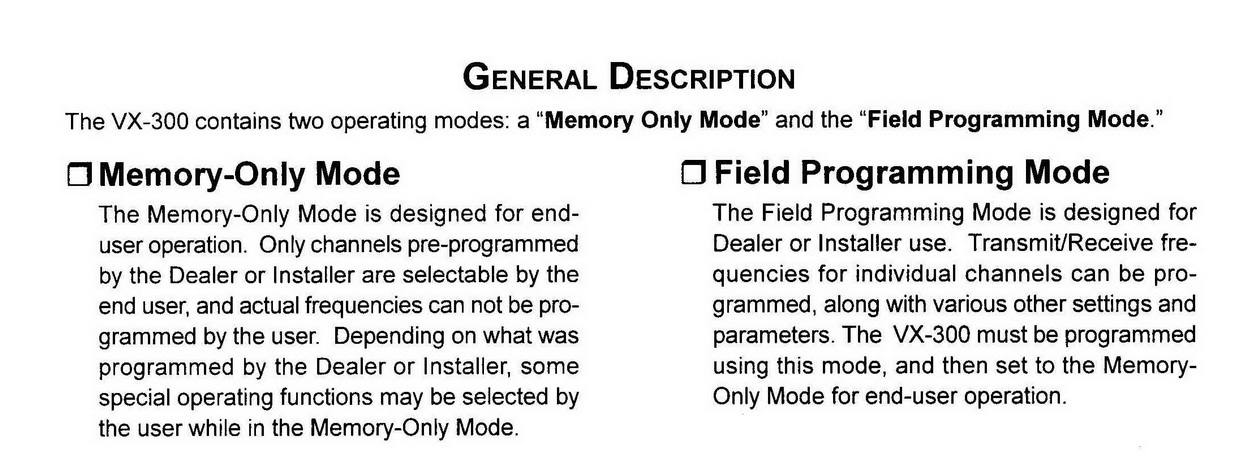 GENERAL DESCRIPTION
The VX-300 contains two operating modes: a “Memory Only Mode” and the “Field Programming Mode.”
❒ Memory-Only Mode
The Memory-Only Mode is designed for end-
user operation. Only channels pre-programmed
by the Dealer or Installer are selectable by the
end user, and actual frequencies can not be pro-
grammed by the user. Depending on what was
programmed by the Dealer or Installer, some
special operating functions may be selected by
the user while in the Memory-Only Mode.
❒ Field Programming Mode
The Field Programming Mode is designed for
Dealer or Installer use. Transmit/Receive fre-
quencies for individual channels can be pro-
grammed, along with various other settings and
parameters. The VX-300 must be programmed
using this mode, and then set to the Memory-
Only Mode for end-user operation.